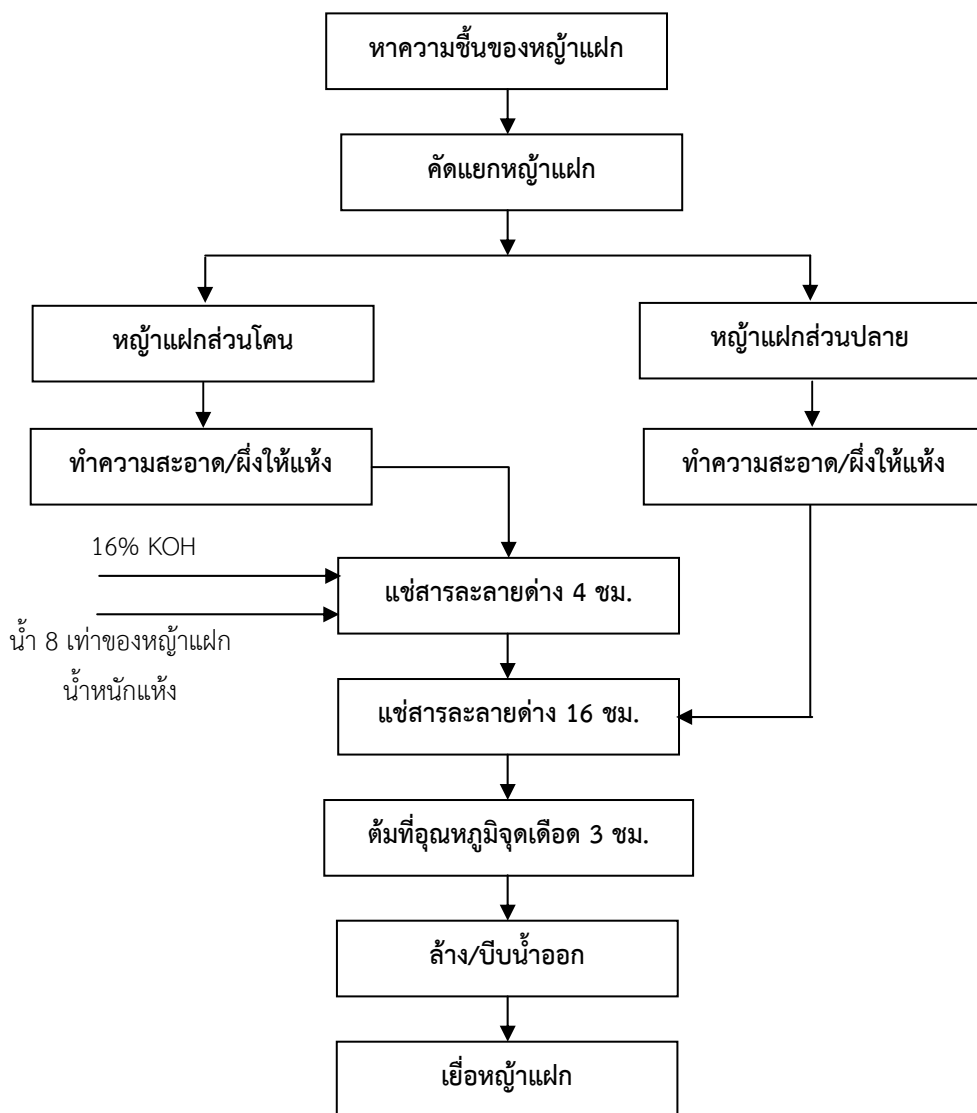 หาความชื้นของหญ้าแฝก
คัดแยกหญ้าแฝก
หญ้าแฝกส่วนโคน
หญ้าแฝกส่วนปลาย
ทำความสะอาด/ผึ่งให้แห้ง
ทำความสะอาด/ผึ่งให้แห้ง
16% KOH
แช่สารละลายด่าง 4 ชม.
น้ำ 8 เท่าของหญ้าแฝก
น้ำหนักแห้ง
แช่สารละลายด่าง 16 ชม.
ต้มที่อุณหภูมิจุดเดือด 3 ชม.
ล้าง/บีบน้ำออก
เยื่อหญ้าแฝก